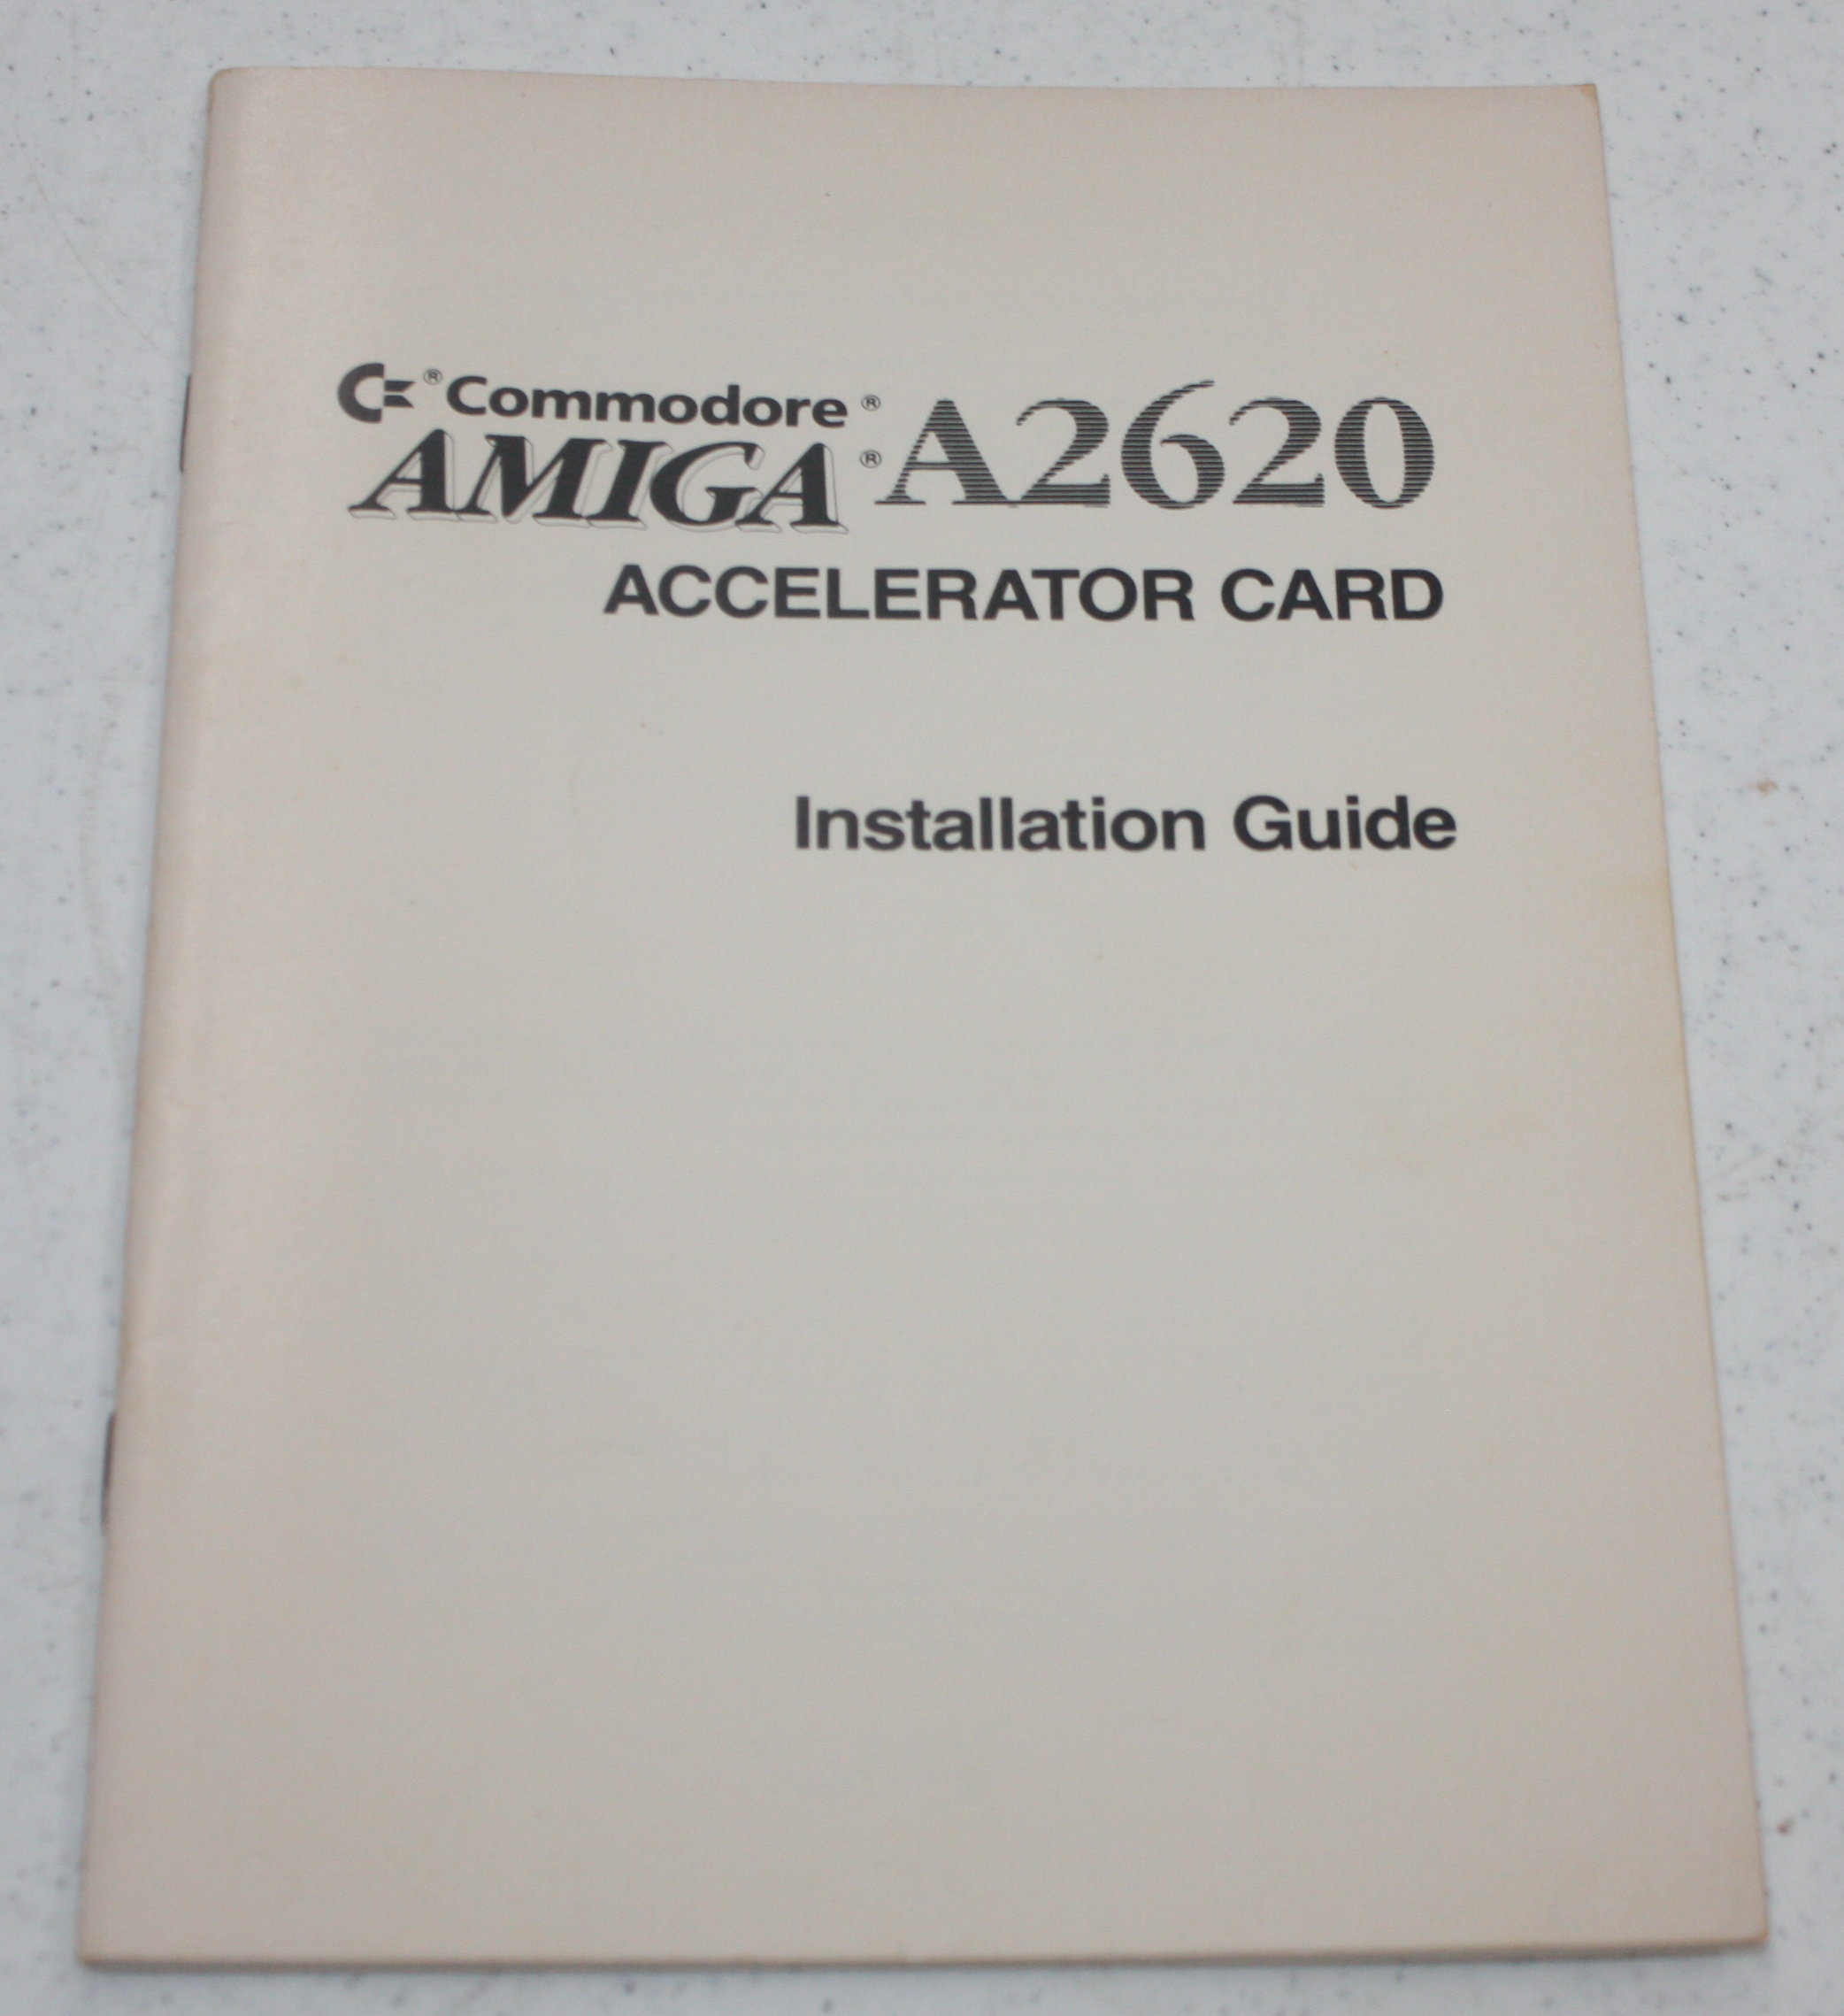 C=® Commodore®
AMIGA® A2620
ACCELERATOR CARD
Installation Guide